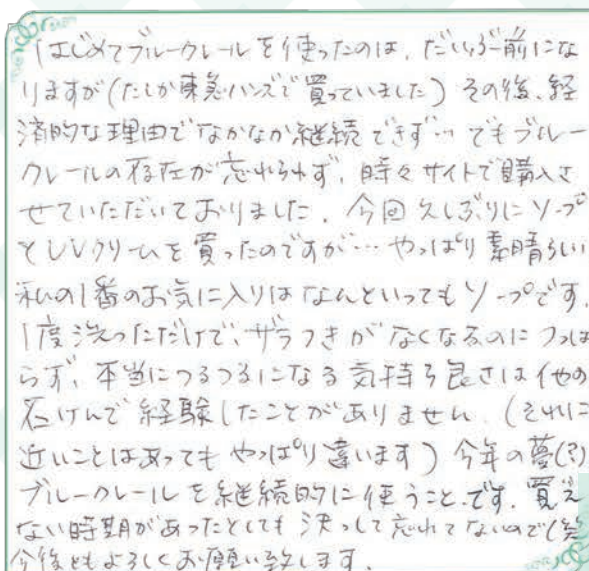 はじめてブルークレールを使ったのは、だいぶ前にな
りますが(たしか東急ハンズで買っていました)その後、経
済的な理由でなかなか継続できず… でもブルー
クレールの存在が忘れられず、時々サイトで購入さ
せていただいておりました。今回久しぶりにソープ
とUVクリームを買ったのですが…やっぱり素晴らしい
私の1番のお気に入りはなんといってもソープです。
1度洗っただけで、ザラつきがなくなるのにつっぱ
らず、本当につるつるになる気持ち良さは他の
石けんで経験したことがありません。(それに
近いことはあってもやっぱり違います)今年の夢(?)
ブルークレールを継続的に使うこと、です。買え
ない時期があったとしても決っして忘れてないので(笑
今後ともよろしくお願い致します。